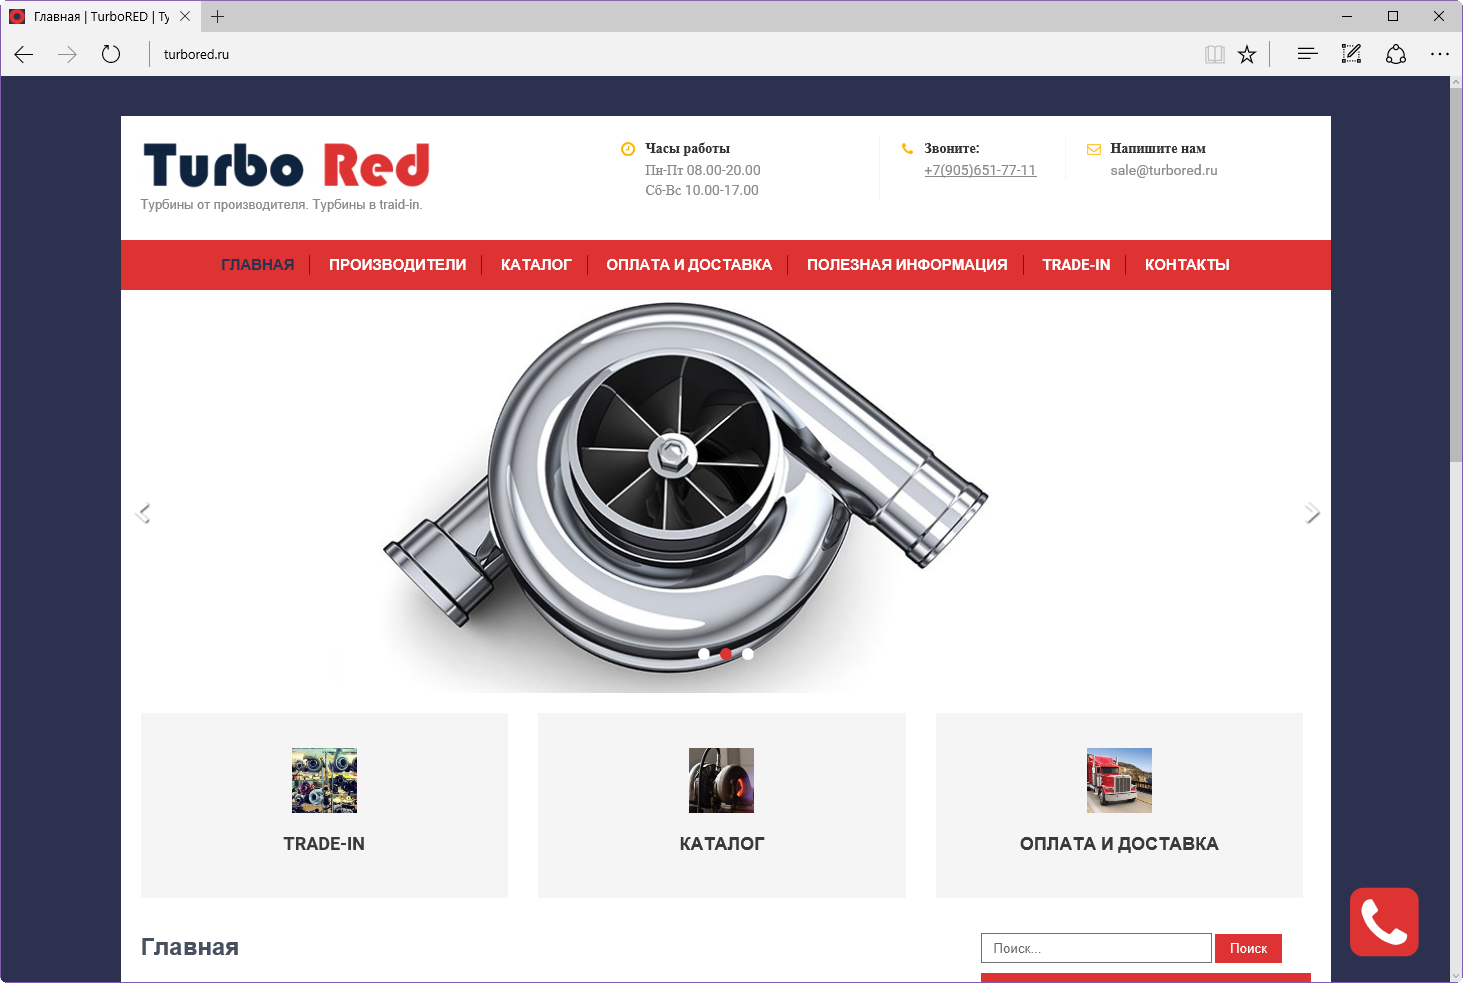 Главная | TurboRED | Ту
turbored.ru
Turbo Red
Турбины от производителя. Турбины в traid-in.
Часы работы
Пн-Пт 08.00-20.00
Сб-Вс 10.00-17.00
Звоните:
+7(905)651-77-11
Напишите нам
sale@turbored.ru
ГЛАВНАЯ
ПРОИЗВОДИТЕЛИ
КАТАЛОГ
ОПЛАТА И ДОСТАВКА
ПОЛЕЗНАЯ ИНФОРМАЦИЯ
TRADE-IN
КОНТАКТЫ
TRADE-IN
КАТАЛОГ
ОПЛАТА И ДОСТАВКА
Главная
Поиск...
Поиск